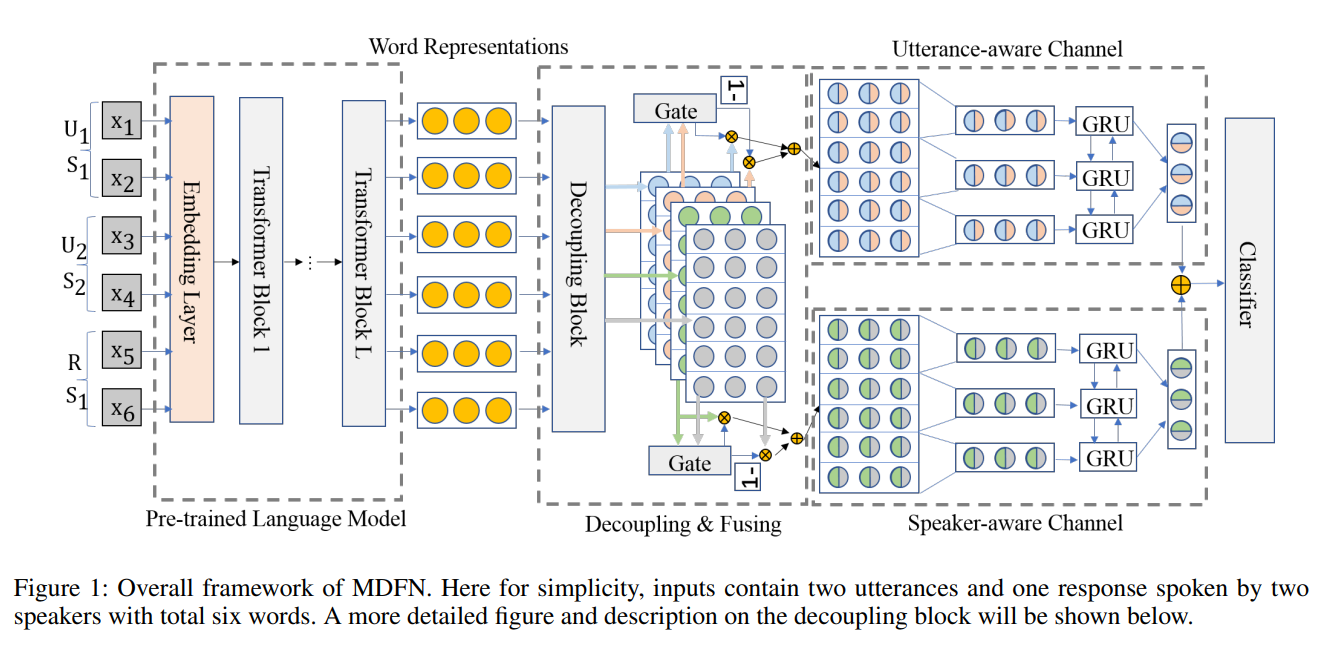 Word Representations
Utterance-aware Channel
U1
S1
U2
S2
R
S1
x1
x2
x3
x4
x5
x6
Embedding Layer
Transformer Block 1
...
Transformer Block L
Decoupling Block
Gate
1-
Gate
1-
GRU
GRU
GRU
GRU
GRU
GRU
Classifier
Pre-trained Language Model
Decoupling & Fusing
Speaker-aware Channel
Figure 1: Overall framework of MDFN. Here for simplicity, inputs contain two utterances and one response spoken by two
speakers with total six words. A more detailed figure and description on the decoupling block will be shown below.